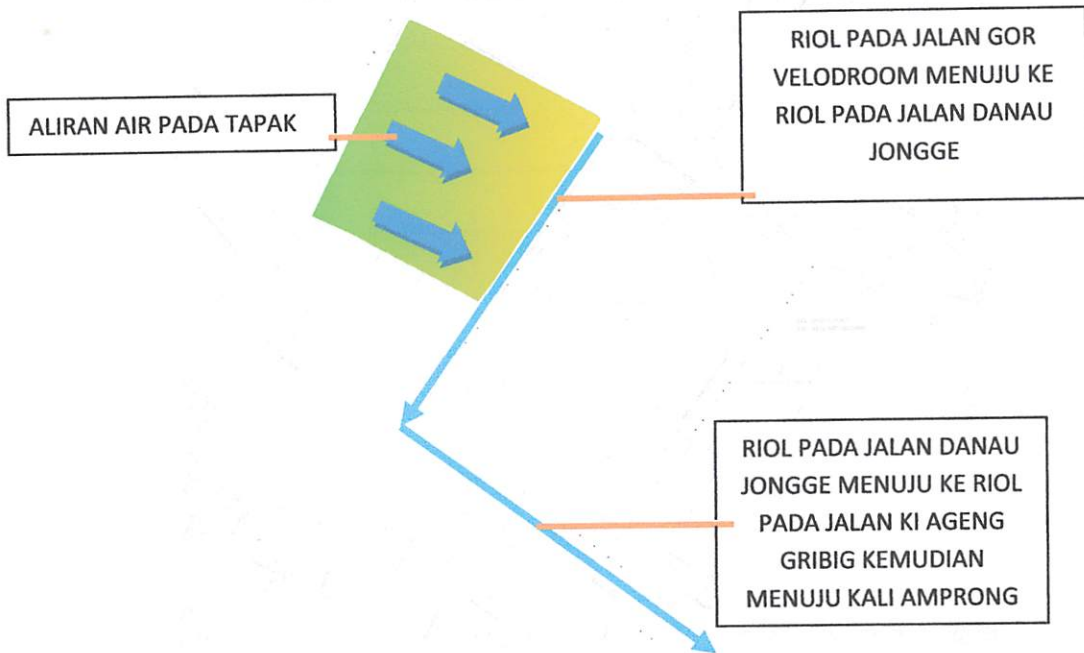 RIOL PADA JALAN GOR
VELODROOM MENUJU KE
RIOL PADA JALAN DANAU
JONGGE
ALIRAN AIR PADA TAPAK
RIOL PADA JALAN DANAU
JONGGE MENUJU KE RIOL
PADA JALAN KI AGENG
GRIBIG KEMUDIAN
MENUJU KALI AMPRONG